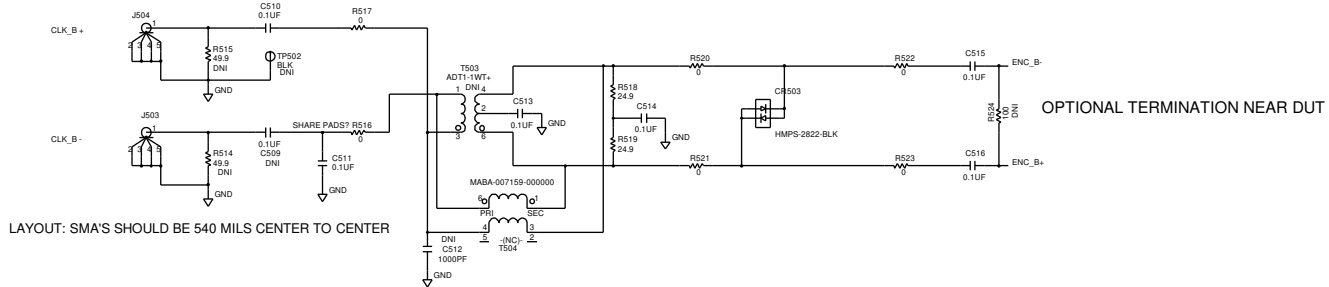 CLK_B +
J504
1
2 3 4 5
C510
0.1UF
R517
0
R515
49.9
DNI
TP502
BLK
DNI
GND
CLK_B -
J503
1
2 3 4 5
0.1UF
C509
DNI
SHARE PADS? R516
0
R514
49.9
DNI
C511
0.1UF
GND
GND
LAYOUT: SMA'S SHOULD BE 540 MILS CENTER TO CENTER
T503
ADT1-1WT+
DNI
1 4
2
3 6
C513
0.1UF
GND
MABA-007159-000000
6 1
PRI SEC
4 3
5 2
-(NC)-
T504
DNI
C512
1000PF
GND
R518
24.9
C514
0.1UF
R519
24.9
GND
R520
0
R521
0
CR503
HMPS-2822-BLK
R522
0
R523
0
C515
0.1UF
C516
0.1UF
ENC_B-
R524
100
DNI
ENC_B+
OPTIONAL TERMINATION NEAR DUT